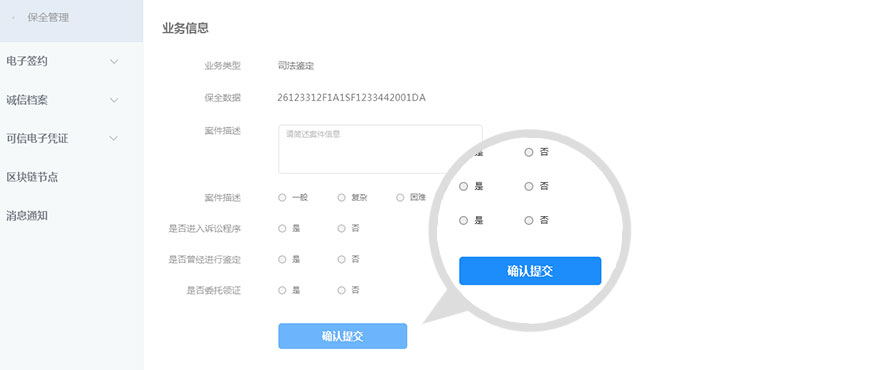 保全管理
电子签约
诚信档案
可信电子凭证
区块链节点
消息通知
业务信息
业务类型 司法鉴定
保全数据 26123312F1A1SF1233442001DA
案件描述 请简述案件信息
案件描述 一般 复杂 困难
是否进入诉讼程序 是 否
是否曾经进行鉴定 是 否
是否委托领证 是 否
确认提交
是 否
是 否
是 否
确认提交